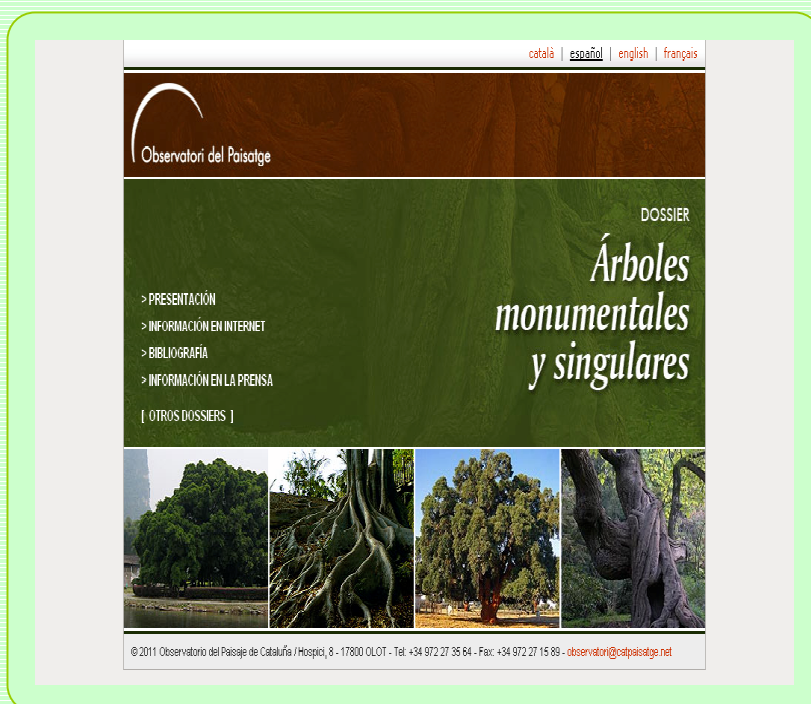 català | español | english | français
Observatori del Paisatge
DOSSIER
Árboles
monumentales
y singulares
> PRESENTACIÓN
> INFORMACIÓN EN INTERNET
> BIBLIOGRAFÍA
> INFORMACIÓN EN LA PRENSA
[ OTROS DOSSIERS ]
© 2011 Observatorio del Paisaje de Cataluña / Hospici, 8 - 17800 OLOT - Tel: +34 972 27 35 64 - Fax: +34 972 27 15 89 - observatori@catpaisatge.net